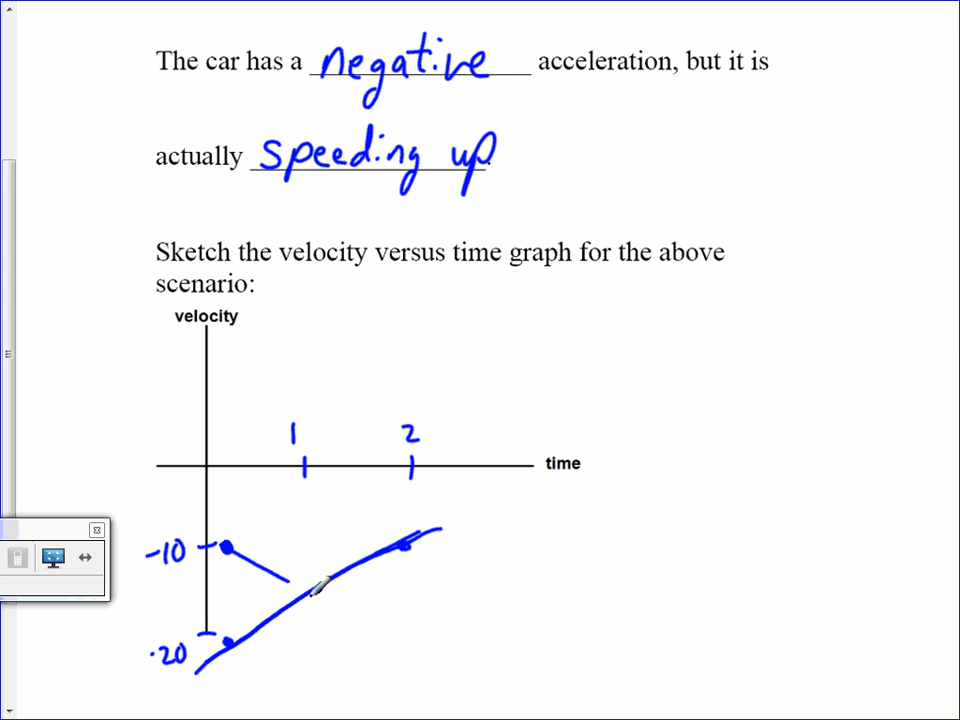 The car has a negative acceleration, but it is
actually speeding up.
Sketch the velocity versus time graph for the above
scenario:
velocity
1 2
time
-10
-20